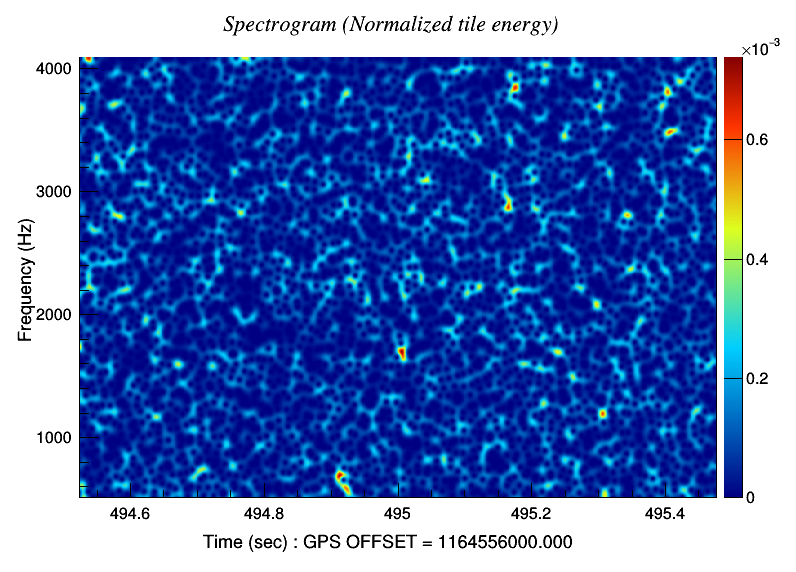 Spectrogram (Normalized tile energy)
×10⁻³
4000
3000
2000
1000
Frequency (Hz)
0.6
0.4
0.2
0
494.6 494.8 495 495.2 495.4
Time (sec) : GPS OFFSET = 1164556000.000